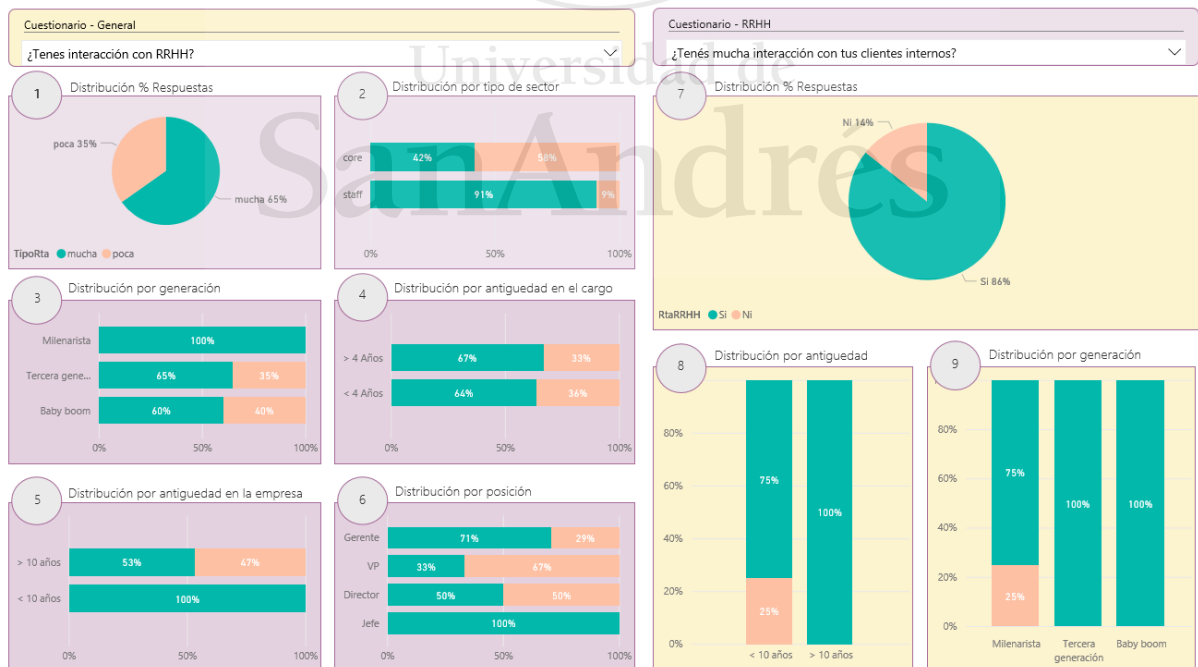 Cuestionario - General
¿Tenes interacción con RRHH?
Cuestionario - RRHH
¿Tenés mucha interacción con tus clientes internos?
Universidad de
SanAndrés
1
Distribución % Respuestas
poca 35%
mucha 65%
TipoRta mucha poca
2
Distribución por tipo de sector
core 42% 58%
staff 91% 9%
0% 50% 100%
3
Distribución por generación
Milenarista 100%
Tercera gene... 65% 35%
Baby boom 60% 40%
0% 50% 100%
4
Distribución por antiguedad en el cargo
> 4 Años 67% 33%
< 4 Años 64% 36%
0% 50% 100%
5
Distribución por antiguedad en la empresa
> 10 años 53% 47%
< 10 años 100%
0% 50% 100%
6
Distribución por posición
Gerente 71% 29%
VP 33% 67%
Director 50% 50%
Jefe 100%
0% 50% 100%
7
Distribución % Respuestas
Ni 14%
Si 86%
RtaRRHH Si Ni
8
Distribución por antiguedad
80%
75%
60%
100%
40%
20%
25%
0%
< 10 años > 10 años
9
Distribución por generación
80%
75%
60%
100% 100%
40%
20%
25%
0%
Milenarista Tercera generación Baby boom